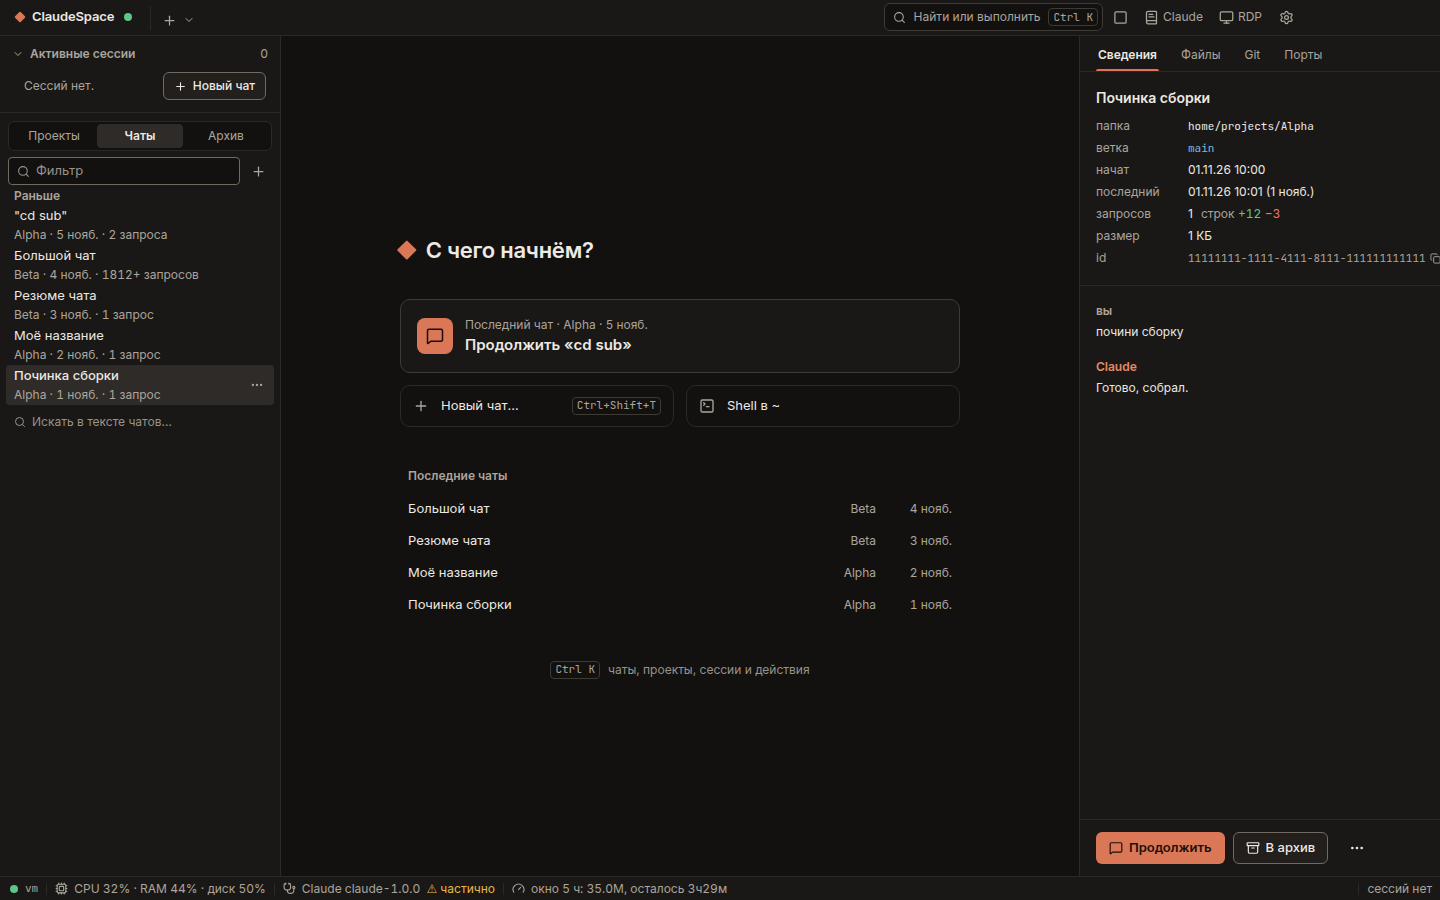 ClaudeSpace
Найти или выполнить Ctrl K
Claude
RDP
Активные сессии 0
Сессий нет.
Новый чат
Проекты Чаты Архив
Фильтр
Раньше
"cd sub"
Alpha · 5 нояб. · 2 запроса
Большой чат
Beta · 4 нояб. · 1812+ запросов
Резюме чата
Beta · 3 нояб. · 1 запрос
Моё название
Alpha · 2 нояб. · 1 запрос
Починка сборки
Alpha · 1 нояб. · 1 запрос
Искать в тексте чатов...
С чего начнём?
Последний чат · Alpha · 5 нояб.
Продолжить «cd sub»
Новый чат... Ctrl+Shift+T
Shell в ~
Последние чаты
Большой чат Beta 4 нояб.
Резюме чата Beta 3 нояб.
Моё название Alpha 2 нояб.
Починка сборки Alpha 1 нояб.
Ctrl K чаты, проекты, сессии и действия
Сведения Файлы Git Порты
Починка сборки
папка home/projects/Alpha
ветка main
начат 01.11.26 10:00
последний 01.11.26 10:01 (1 нояб.)
запросов 1 строк +12 −3
размер 1 КБ
id 11111111-1111-4111-8111-111111111111
вы
почини сборку
Claude
Готово, собрал.
Продолжить
В архив
vm CPU 32% · RAM 44% · диск 50% Claude claude-1.0.0 ⚠ частично окно 5 ч: 35.0M, осталось 3ч29м сессий нет